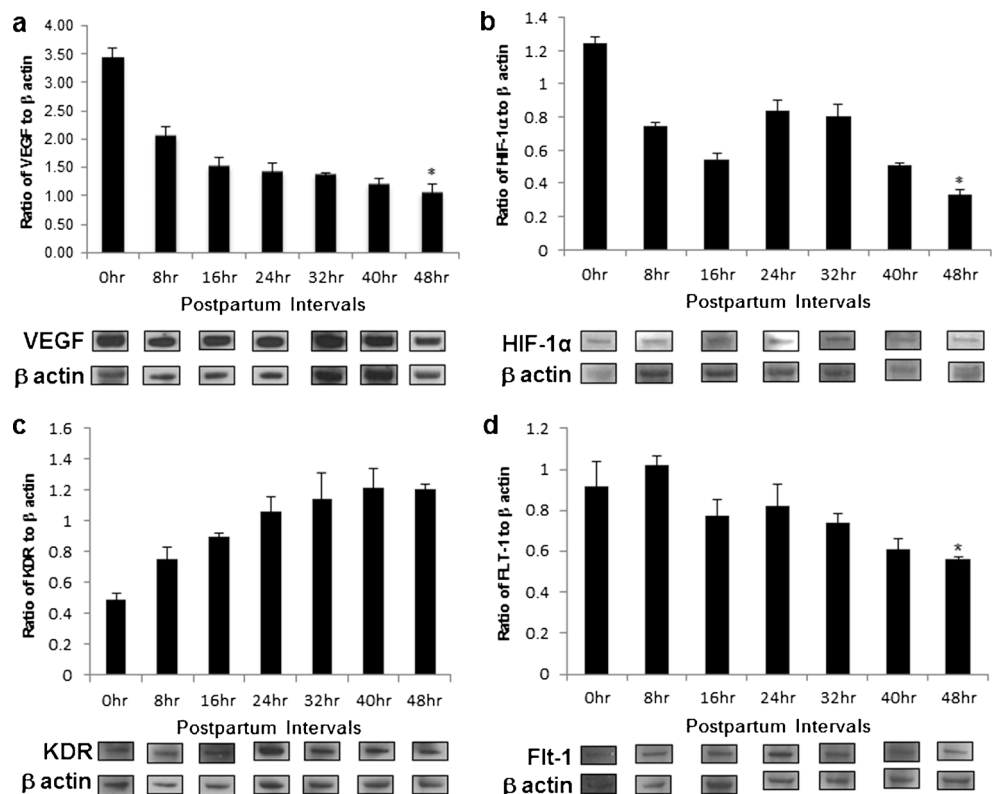 a
Ratio of VEGF to β actin
4.00
3.50
3.00
2.50
2.00
1.50
1.00
0.50
0.00
*
0hr 8hr 16hr 24hr 32hr 40hr 48hr
Postpartum Intervals
VEGF
β actin
b
Ratio of HIF-1α to β actin
1.4
1.2
1
0.8
0.6
0.4
0.2
0
*
0hr 8hr 16hr 24hr 32hr 40hr 48hr
Postpartum Intervals
HIF-1α
β actin
c
Ratio of KDR to β actin
1.6
1.4
1.2
1
0.8
0.6
0.4
0.2
0
0hr 8hr 16hr 24hr 32hr 40hr 48hr
Postpartum Intervals
KDR
β actin
d
Ratio of FLT-1 to β actin
1.2
1
0.8
0.6
0.4
0.2
0
*
0hr 8hr 16hr 24hr 32hr 40hr 48hr
Postpartum Intervals
Flt-1
β actin